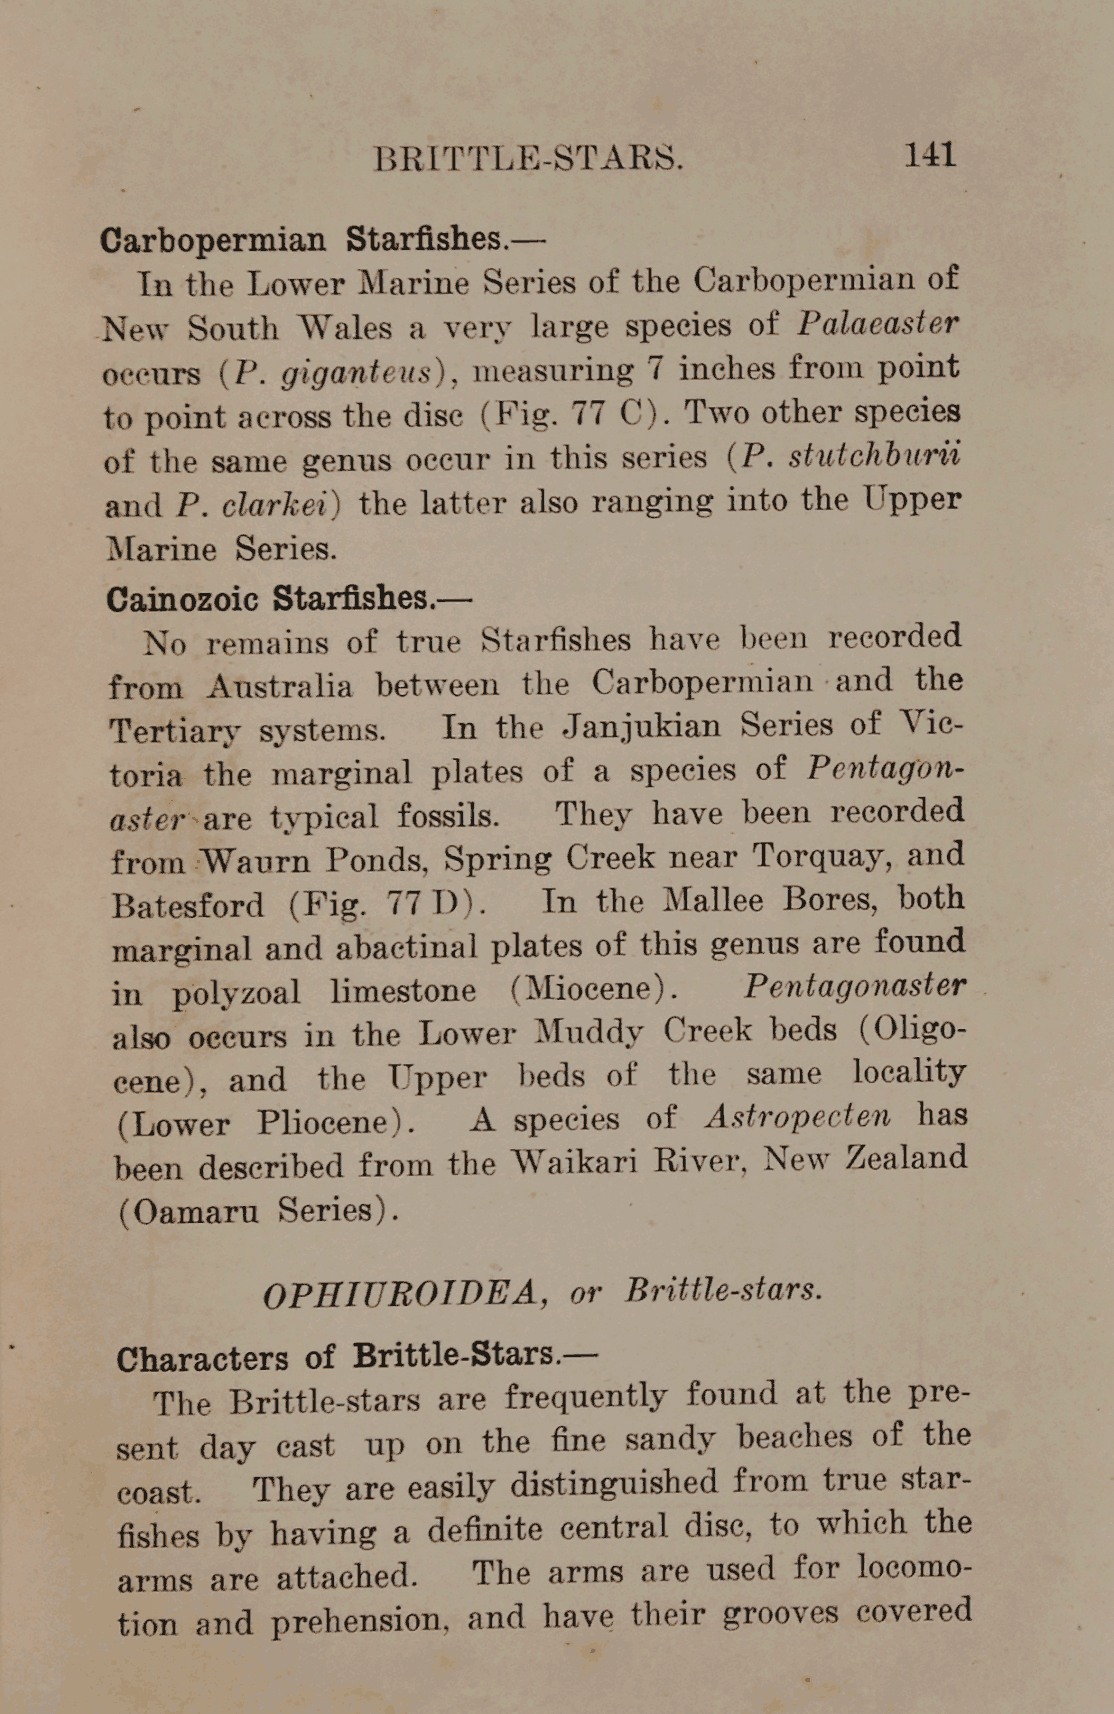 BRITTLE-STARS. 141
Carbopermian Starfishes.—
In the Lower Marine Series of the Carbopermian of
New South Wales a very large species of Palaeaster
occurs (P. giganteus), measuring 7 inches from point
to point across the disc (Fig. 77 C). Two other species
of the same genus occur in this series (P. stutchburii
and P. clarkei) the latter also ranging into the Upper
Marine Series.
Cainozoic Starfishes.—
No remains of true Starfishes have been recorded
from Australia between the Carbopermian and the
Tertiary systems. In the Janjukian Series of Vic-
toria the marginal plates of a species of Pentagon-
aster are typical fossils. They have been recorded
from Waurn Ponds, Spring Creek near Torquay, and
Batesford (Fig. 77 D). In the Mallee Bores, both
marginal and abactinal plates of this genus are found
in polyzoal limestone (Miocene). Pentagonaster
also occurs in the Lower Muddy Creek beds (Oligo-
cene), and the Upper beds of the same locality
(Lower Pliocene). A species of Astropecten has
been described from the Waikari River, New Zealand
(Oamaru Series).
OPHIUROIDEA, or Brittle-stars.
Characters of Brittle-Stars.—
The Brittle-stars are frequently found at the pre-
sent day cast up on the fine sandy beaches of the
coast. They are easily distinguished from true star-
fishes by having a definite central disc, to which the
arms are attached. The arms are used for locomo-
tion and prehension, and have their grooves covered